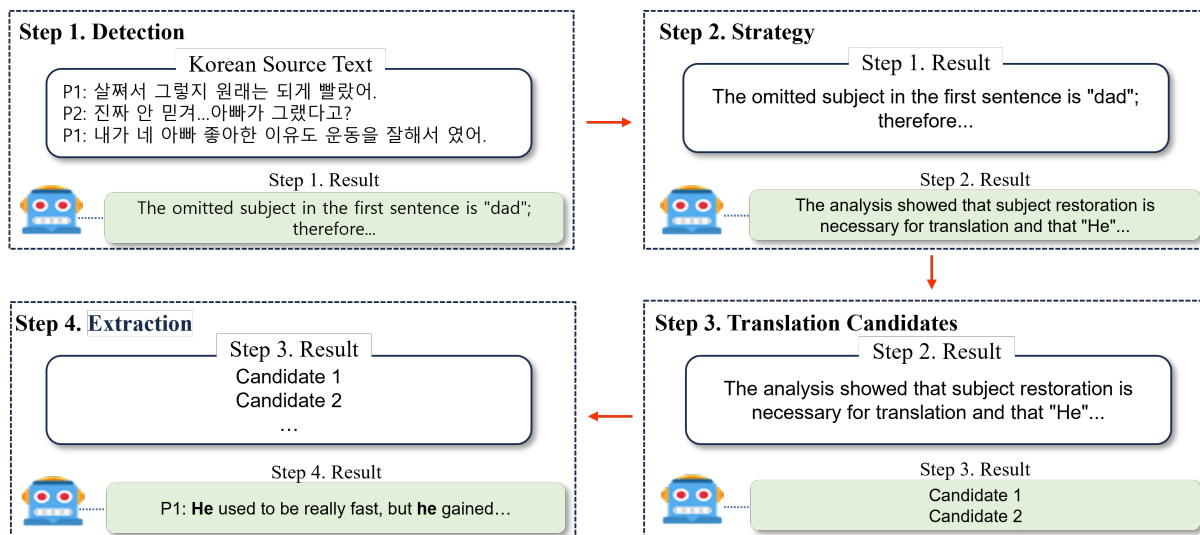 Step 1. Detection
Korean Source Text
P1: 살쪄서 그렇지 원래는 되게 빨랐어.
P2: 진짜 안 믿겨...아빠가 그랬다고?
P1: 내가 네 아빠 좋아한 이유도 운동을 잘해서 였어.
Step 1. Result
The omitted subject in the first sentence is "dad";
therefore...
Step 2. Strategy
Step 1. Result
The omitted subject in the first sentence is "dad";
therefore...
Step 2. Result
The analysis showed that subject restoration is
necessary for translation and that "He"...
Step 3. Translation Candidates
Step 2. Result
The analysis showed that subject restoration is
necessary for translation and that "He"...
Step 3. Result
Candidate 1
Candidate 2
Step 4. Extraction
Step 3. Result
Candidate 1
Candidate 2
...
Step 4. Result
P1: He used to be really fast, but he gained...